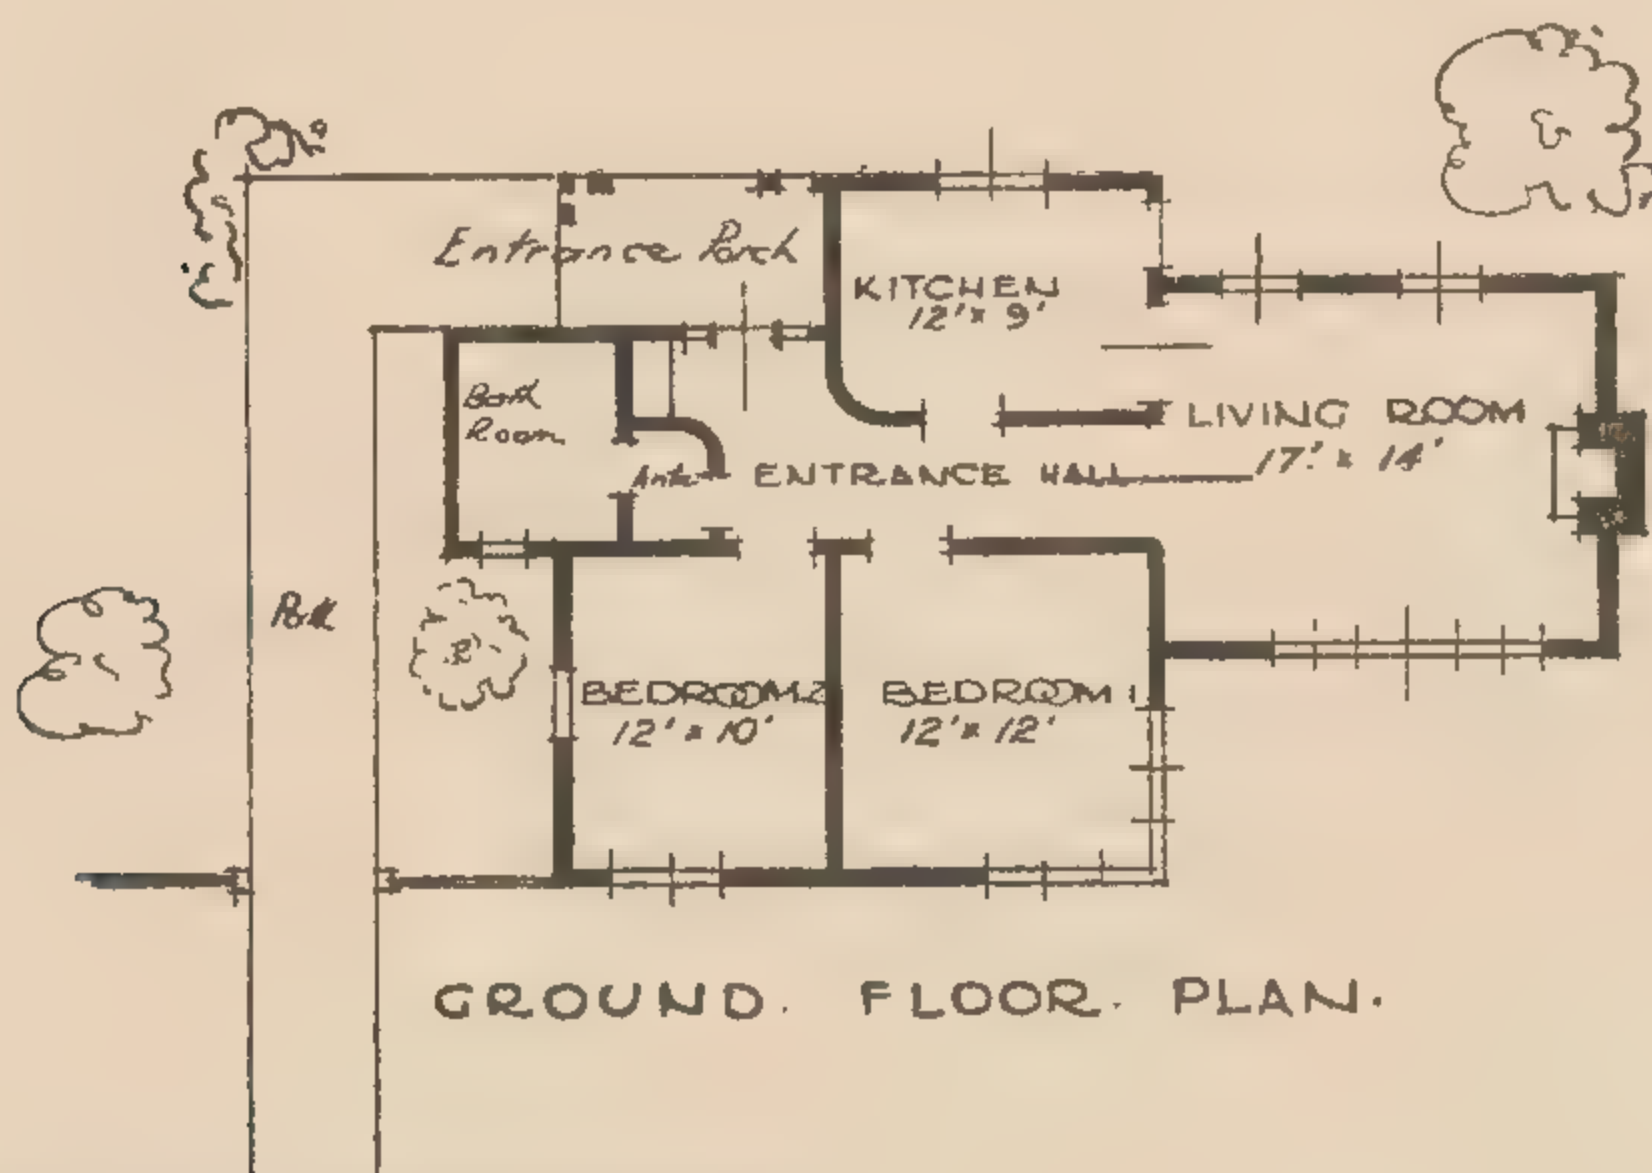 Entrance Porch
KITCHEN
12' x 9'
Bath
Room
LIVING ROOM
17' x 14'
Ante
ENTRANCE HALL
Path
BEDROOM 2
12' x 10'
BEDROOM 1
12' x 12'
GROUND. FLOOR. PLAN.